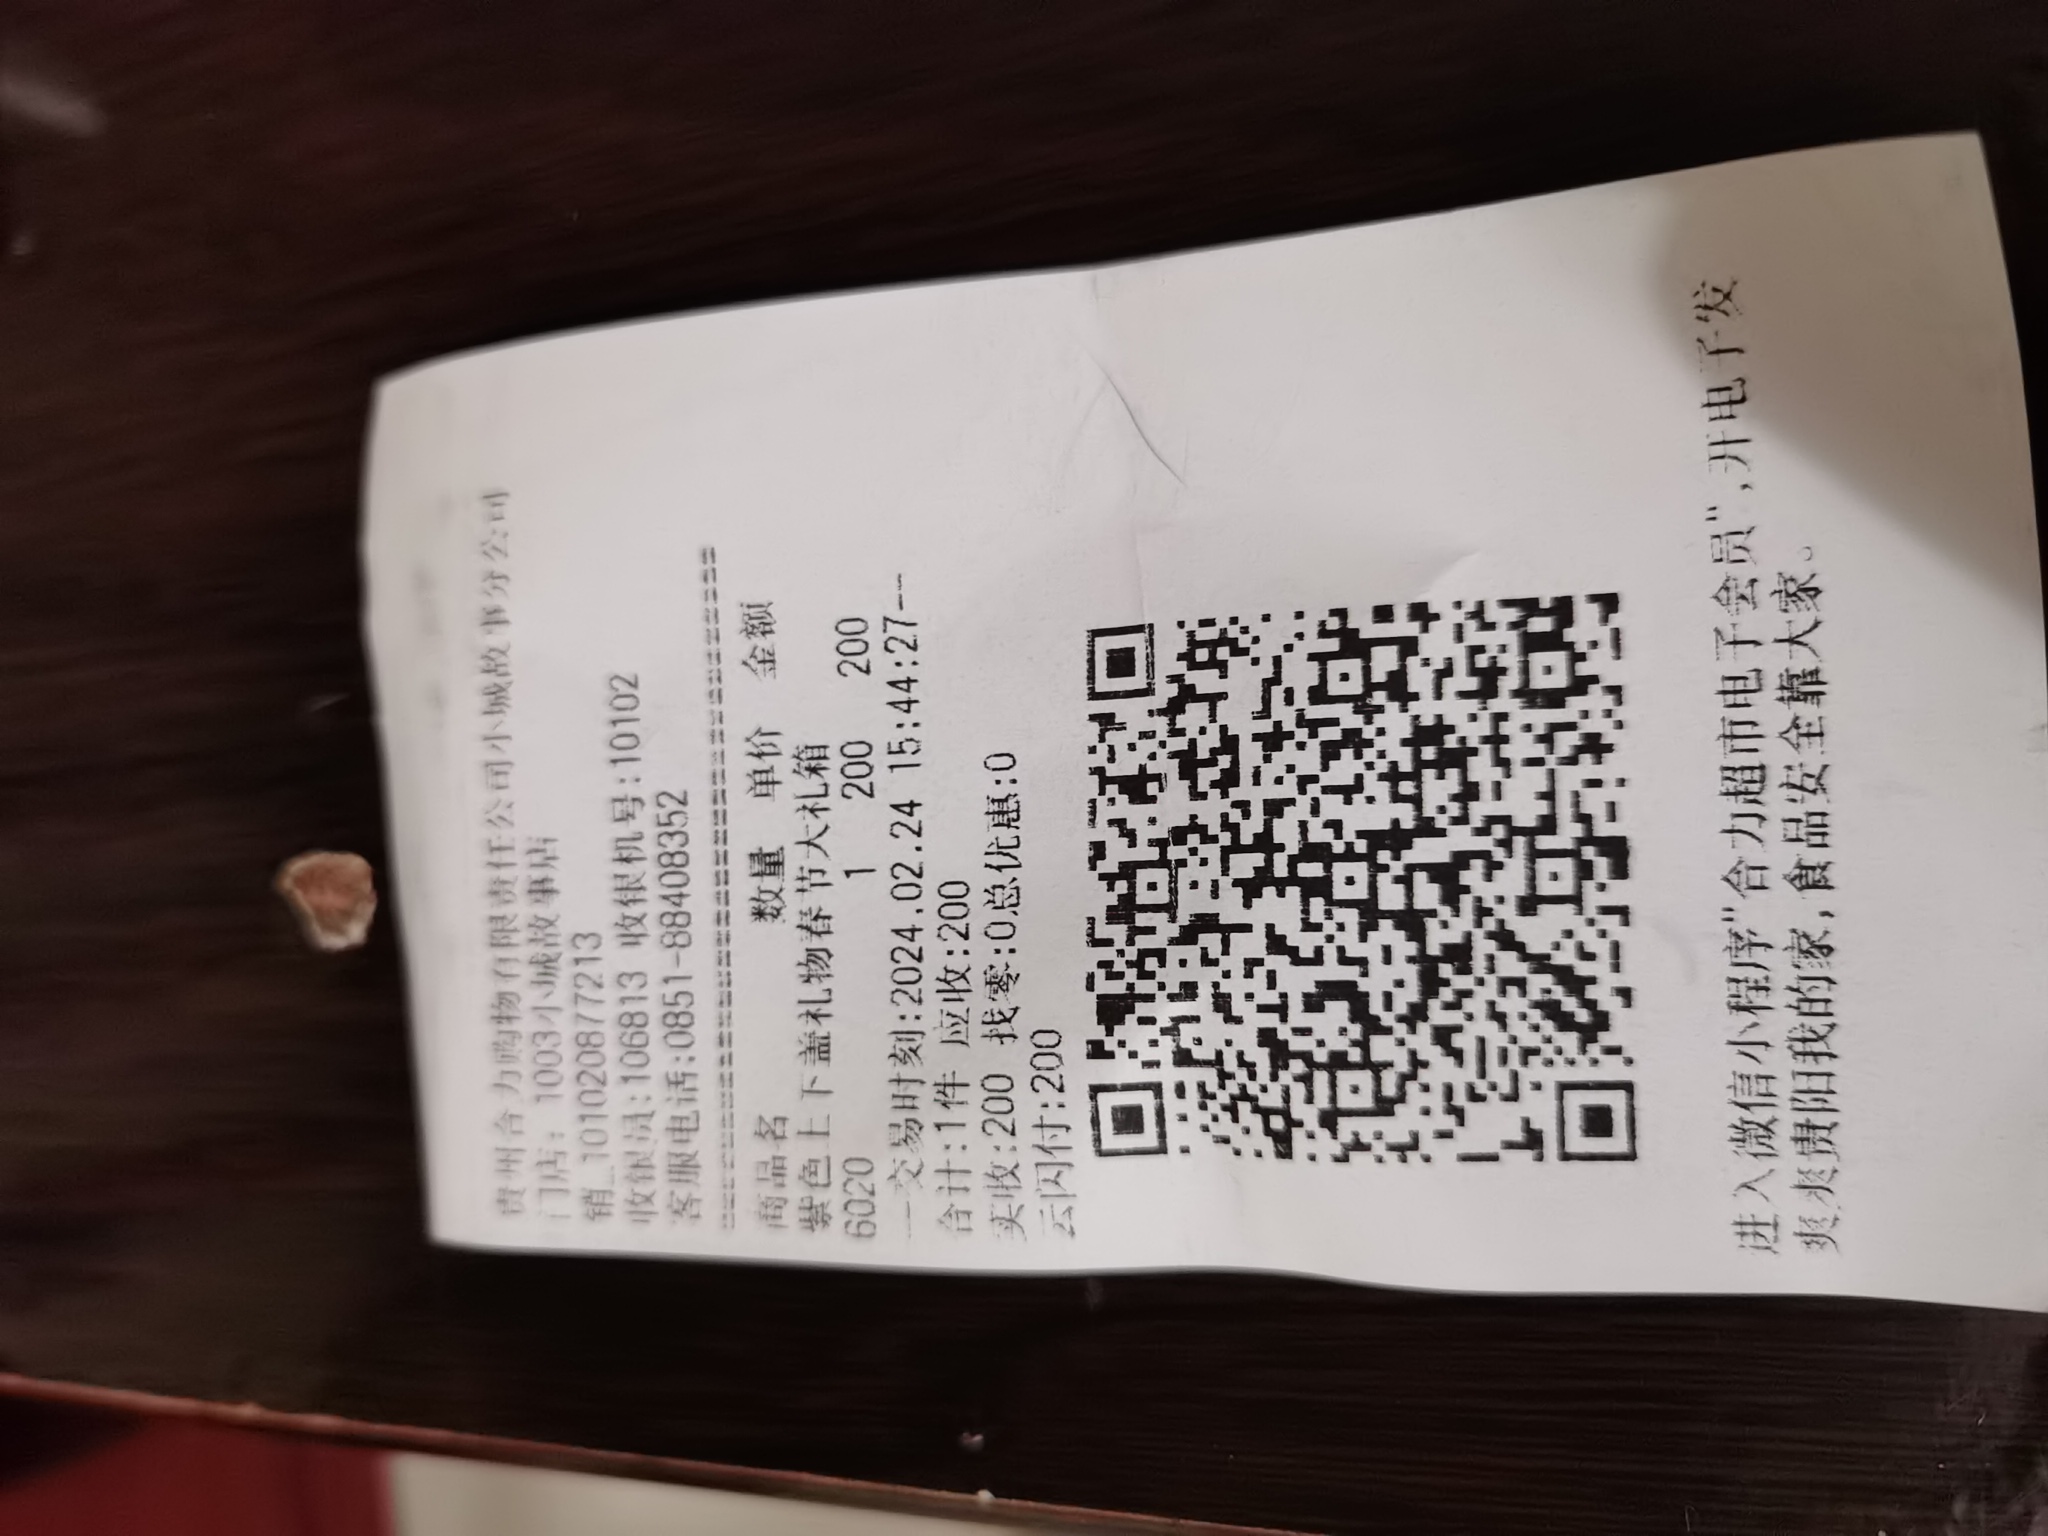 贵州合力购物有限责任公司小城故事分公司
门店: 1003小城故事店
销_101020877213
收银员:106813 收银机号:10102
客服电话:0851-88408352
商品名 数量 单价 金额
紫色上下盖礼物春节大礼箱
6020 1 200 200
--交易时刻:2024.02.24 15:44:27--
合计:1件 应收:200
实收:200 找零:0总优惠:0
云闪付:200
进入微信小程序"合力超市电子会员",开电子发
爽爽贵阳我的家,食品安全靠大家。